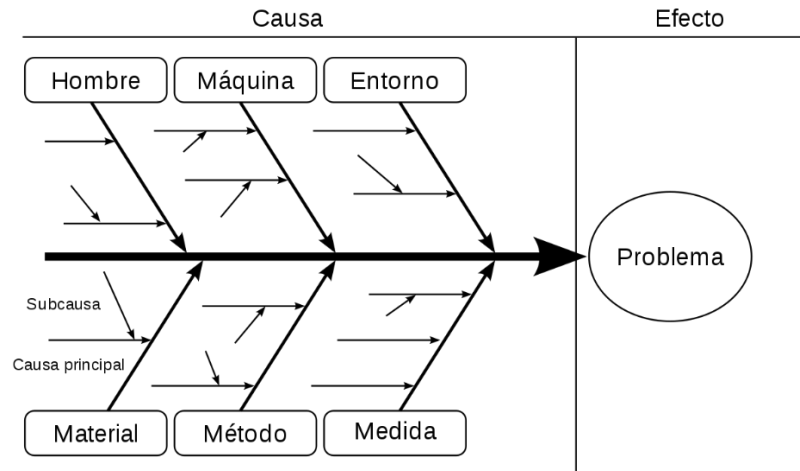 Causa
Efecto
Hombre
Máquina
Entorno
Problema
Subcausa
Causa principal
Material
Método
Medida